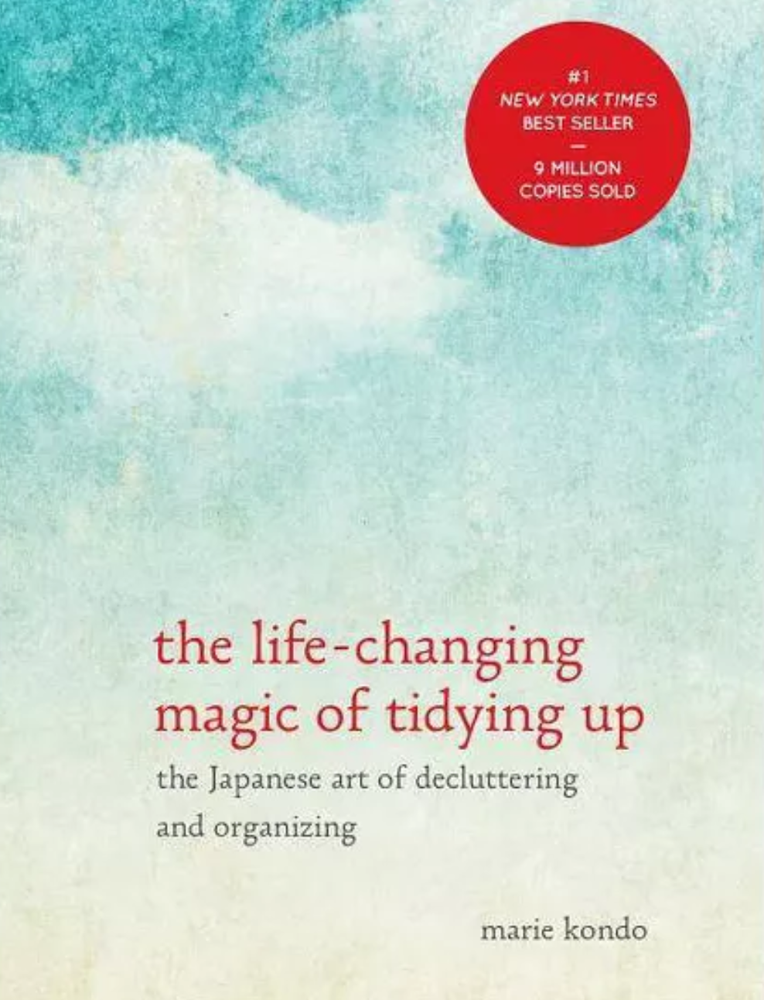 #1
NEW YORK TIMES
BEST SELLER
—
9 MILLION
COPIES SOLD
the life-changing
magic of tidying up
the Japanese art of decluttering
and organizing
marie kondo